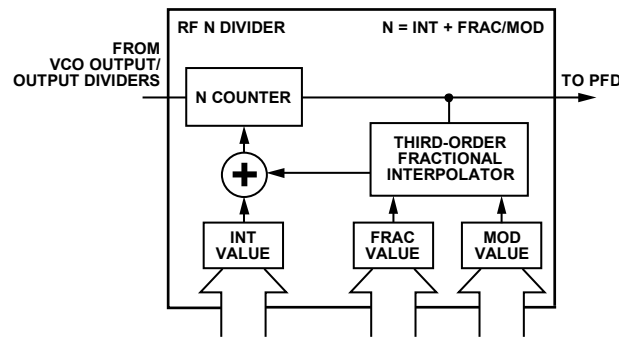 RF N DIVIDER
N = INT + FRAC/MOD
FROM
VCO OUTPUT/
OUTPUT DIVIDERS
N COUNTER
TO PFD
THIRD-ORDER
FRACTIONAL
INTERPOLATOR
+
INT
VALUE
FRAC
VALUE
MOD
VALUE